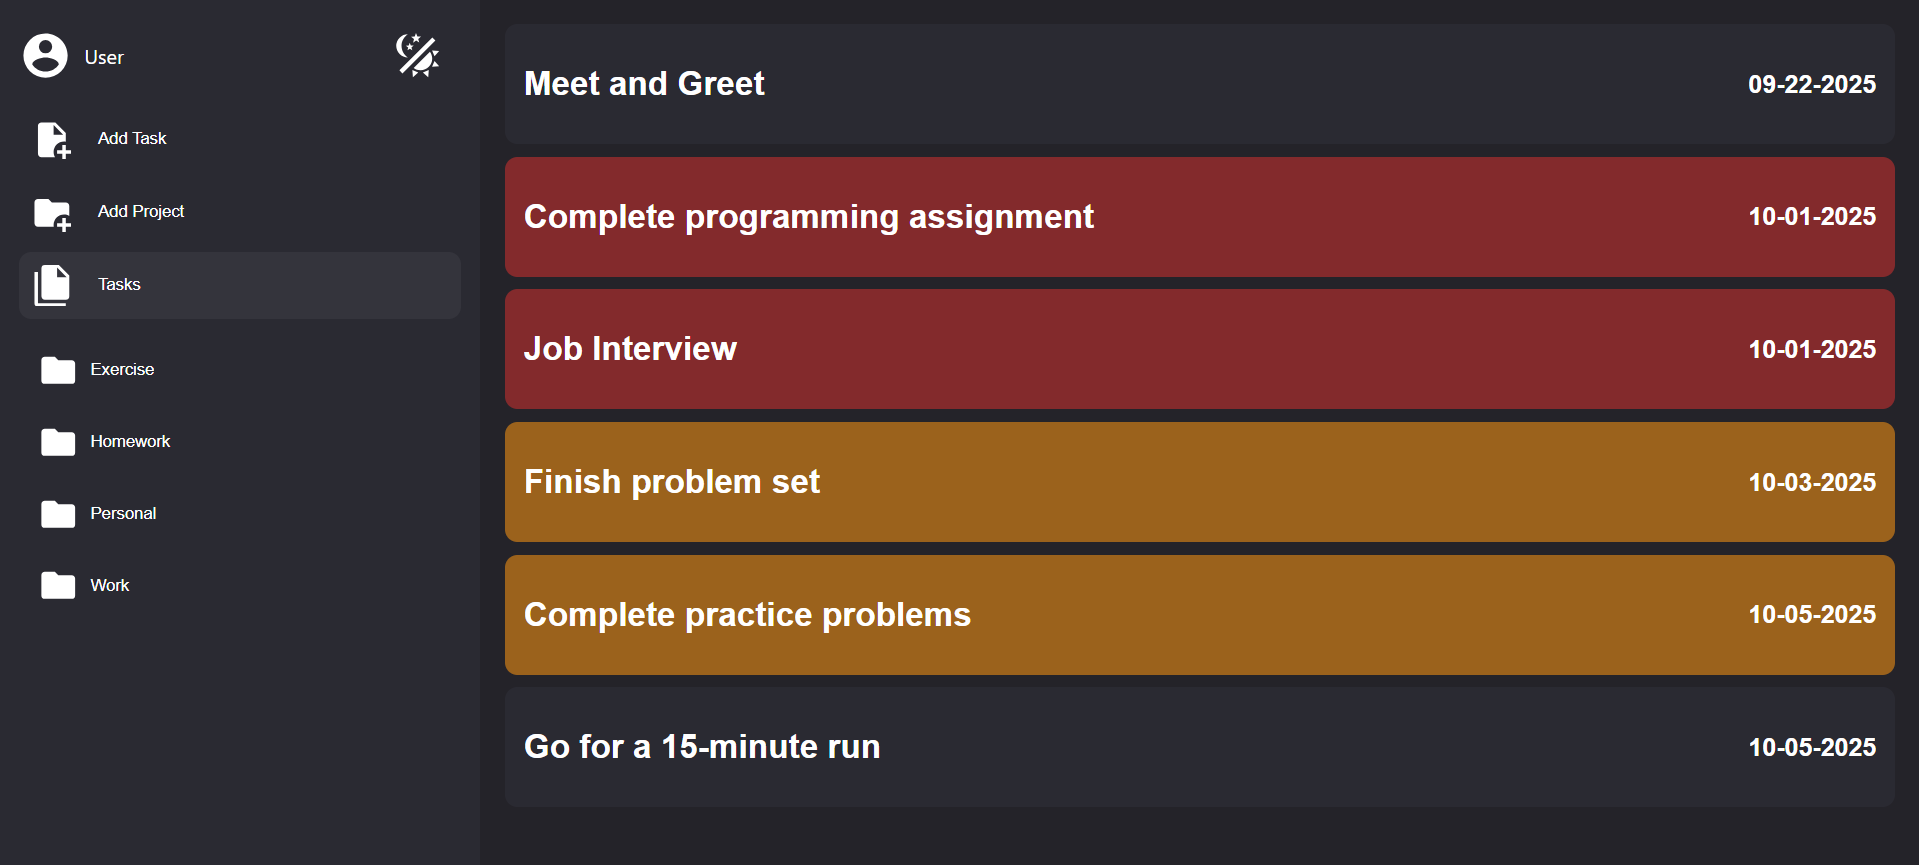 User
Add Task
Add Project
Tasks
Exercise
Homework
Personal
Work
Meet and Greet 09-22-2025
Complete programming assignment 10-01-2025
Job Interview 10-01-2025
Finish problem set 10-03-2025
Complete practice problems 10-05-2025
Go for a 15-minute run 10-05-2025